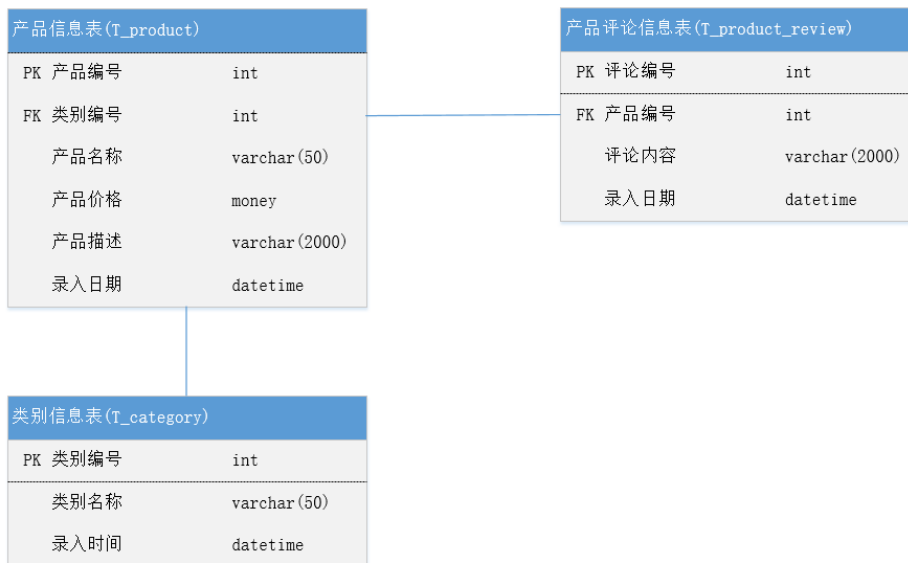 产品信息表(T_product)
PK 产品编号 int
FK 类别编号 int
产品名称 varchar(50)
产品价格 money
产品描述 varchar(2000)
录入日期 datetime
产品评论信息表(T_product_review)
PK 评论编号 int
FK 产品编号 int
评论内容 varchar(2000)
录入日期 datetime
类别信息表(T_category)
PK 类别编号 int
类别名称 varchar(50)
录入时间 datetime